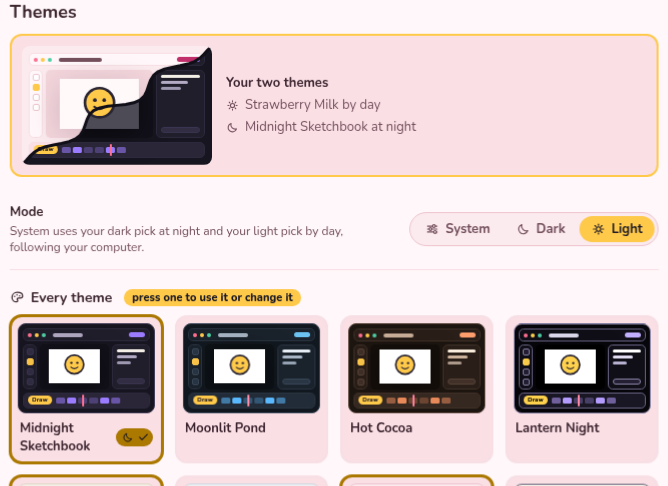 Themes
Your two themes
Strawberry Milk by day
Midnight Sketchbook at night
Mode
System uses your dark pick at night and your light pick by day,
following your computer.
System Dark Light
Every theme press one to use it or change it
Draw Draw Draw Draw
Midnight
Sketchbook
Moonlit Pond
Hot Cocoa
Lantern Night